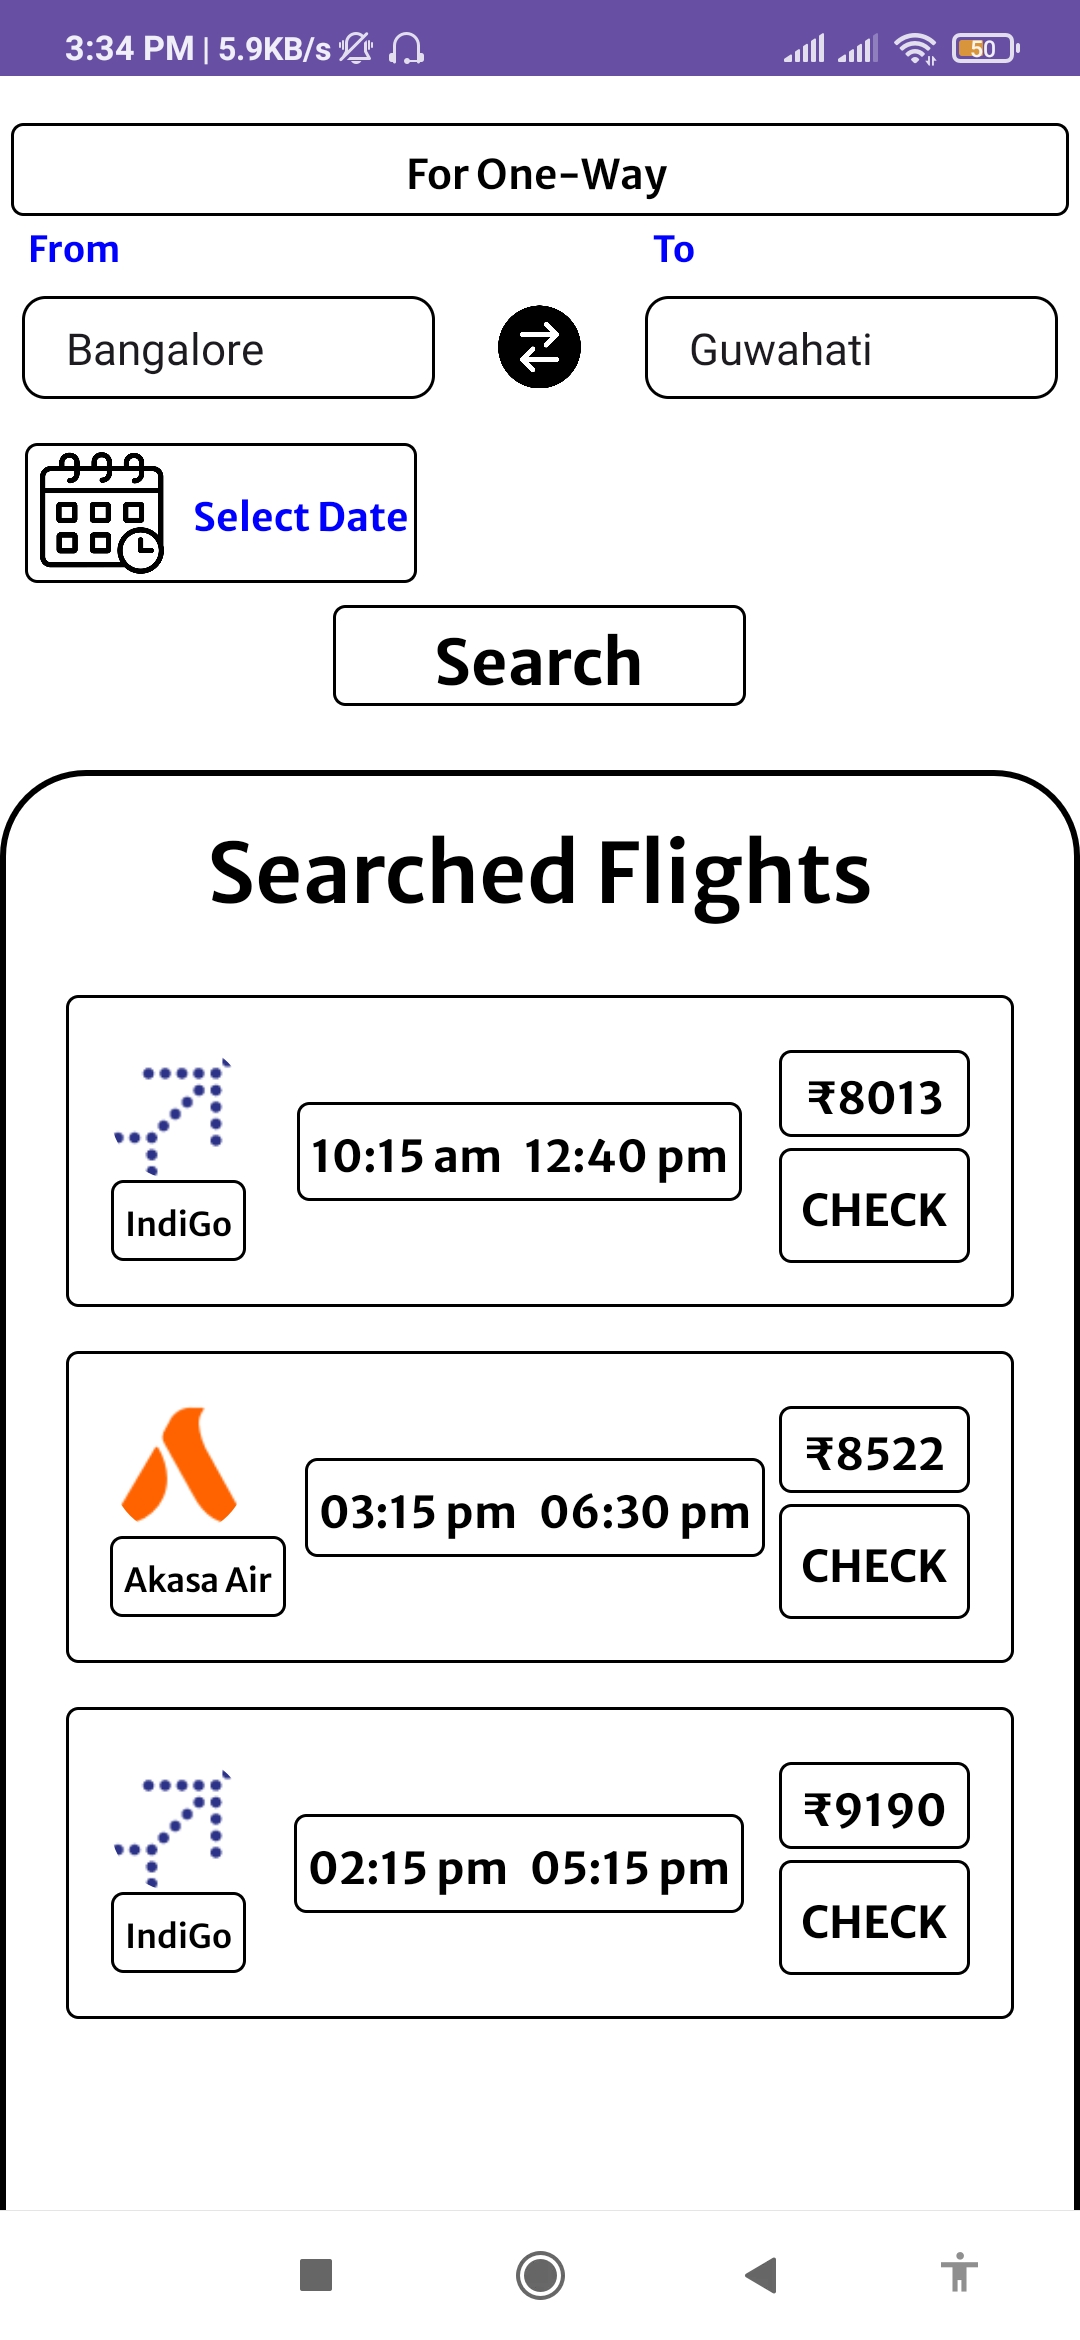 3:34 PM | 5.9KB/s 50
For One-Way
From To
Bangalore Guwahati
Select Date
Search
Searched Flights
₹8013
10:15 am 12:40 pm
CHECK
IndiGo
₹8522
03:15 pm 06:30 pm
CHECK
Akasa Air
₹9190
02:15 pm 05:15 pm
CHECK
IndiGo